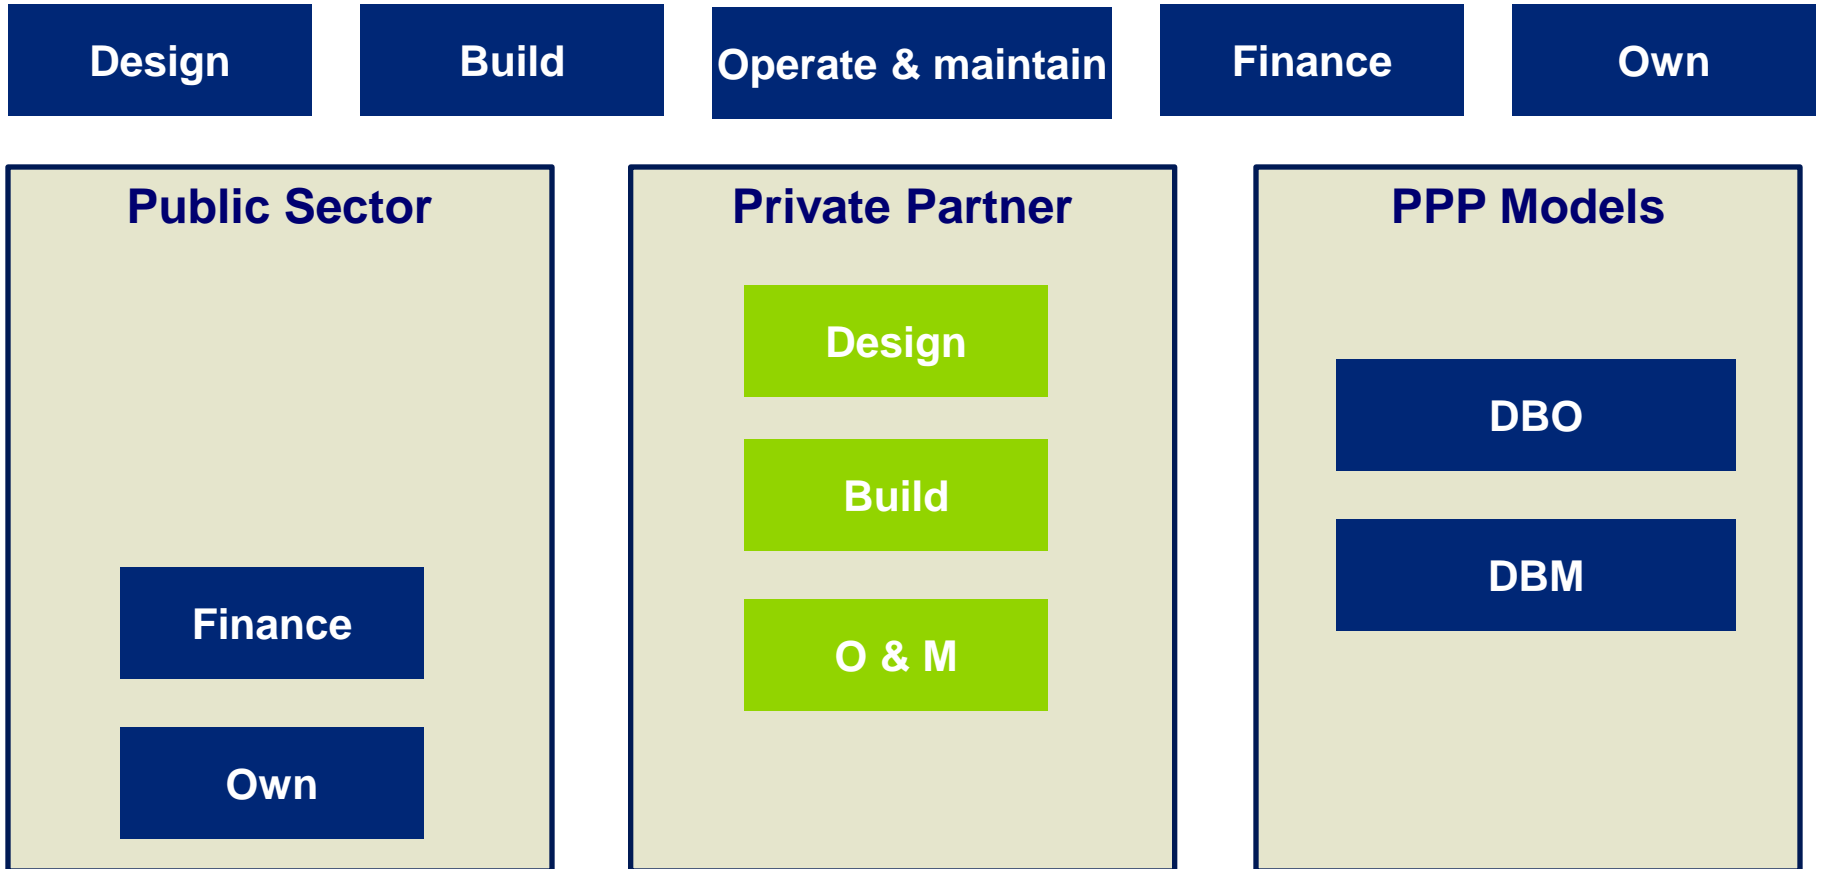 Design
Build
Operate & maintain
Finance
Own
Public Sector
Finance
Own
Private Partner
Design
Build
O & M
PPP Models
DBO
DBM